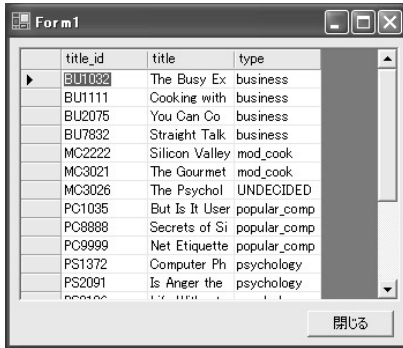 Form1
title_id title type
BU1032 The Busy Ex business
BU1111 Cooking with business
BU2075 You Can Co business
BU7832 Straight Talk business
MC2222 Silicon Valley mod_cook
MC3021 The Gourmet mod_cook
MC3026 The Psychol UNDECIDED
PC1035 But Is It User popular_comp
PC8888 Secrets of Si popular_comp
PC9999 Net Etiquette popular_comp
PS1372 Computer Ph psychology
PS2091 Is Anger the psychology
閉じる